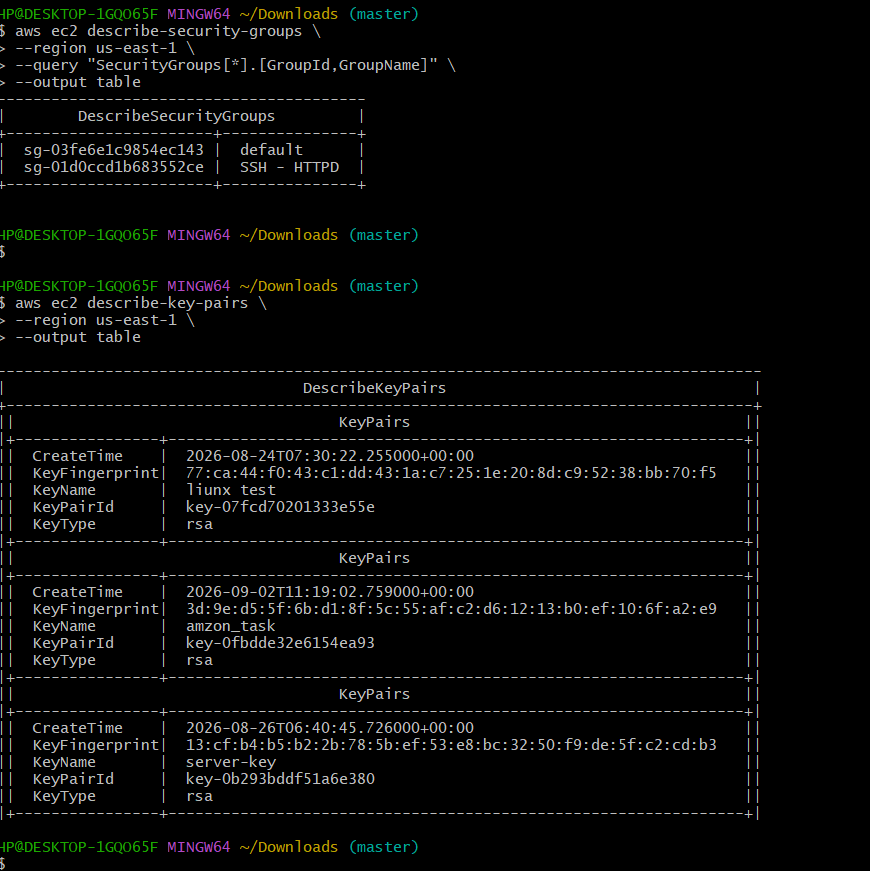 HP@DESKTOP-1GQO65F MINGW64 ~/Downloads (master)
$ aws ec2 describe-security-groups \
> --region us-east-1 \
> --query "SecurityGroups[*].[GroupId,GroupName]" \
> --output table
-----------------------------------------
|        DescribeSecurityGroups         |
+-----------------------+---------------+
|  sg-03fe6e1c9854ec143 |  default      |
|  sg-01d0ccd1b683552ce |  SSH - HTTPD  |
+-----------------------+---------------+
HP@DESKTOP-1GQO65F MINGW64 ~/Downloads (master)
$
HP@DESKTOP-1GQO65F MINGW64 ~/Downloads (master)
$ aws ec2 describe-key-pairs \
> --region us-east-1 \
> --output table
-------------------------------------------------------------------------------------
|                                 DescribeKeyPairs                                  |
+-----------------------------------------------------------------------------------+
||                                    KeyPairs                                     ||
|+----------------+----------------------------------------------------------------+|
||  CreateTime    |  2026-08-24T07:30:22.255000+00:00                              ||
||  KeyFingerprint|  77:ca:44:f0:43:c1:dd:43:1a:c7:25:1e:20:8d:c9:52:38:bb:70:f5   ||
||  KeyName       |  liunx test                                                    ||
||  KeyPairId     |  key-07fcd70201333e55e                                         ||
||  KeyType       |  rsa                                                           ||
|+----------------+----------------------------------------------------------------+|
||                                    KeyPairs                                     ||
|+----------------+----------------------------------------------------------------+|
||  CreateTime    |  2026-09-02T11:19:02.759000+00:00                              ||
||  KeyFingerprint|  3d:9e:d5:5f:6b:d1:8f:5c:55:af:c2:d6:12:13:b0:ef:10:6f:a2:e9   ||
||  KeyName       |  amzon_task                                                    ||
||  KeyPairId     |  key-0fbdde32e6154ea93                                         ||
||  KeyType       |  rsa                                                           ||
|+----------------+----------------------------------------------------------------+|
||                                    KeyPairs                                     ||
|+----------------+----------------------------------------------------------------+|
||  CreateTime    |  2026-08-26T06:40:45.726000+00:00                              ||
||  KeyFingerprint|  13:cf:b4:b5:b2:2b:78:5b:ef:53:e8:bc:32:50:f9:de:5f:c2:cd:b3   ||
||  KeyName       |  server-key                                                    ||
||  KeyPairId     |  key-0b293bddf51a6e380                                         ||
||  KeyType       |  rsa                                                           ||
|+----------------+----------------------------------------------------------------+|
HP@DESKTOP-1GQO65F MINGW64 ~/Downloads (master)
$